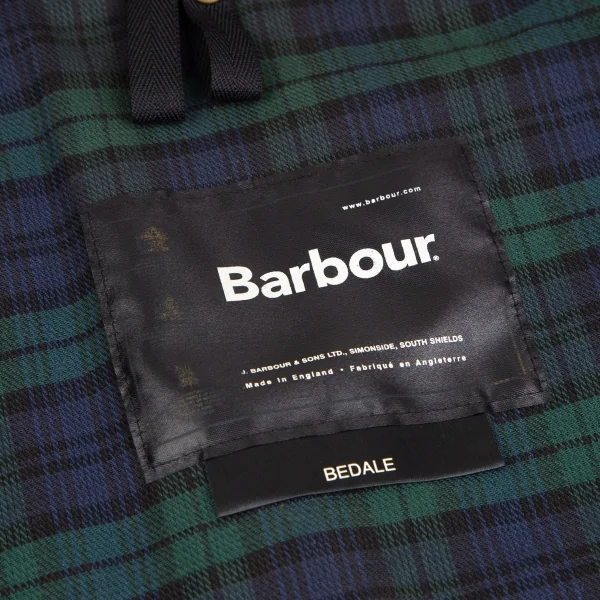 www.barbour.com
Barbour®
J. BARBOUR & SONS LTD., SIMONSIDE, SOUTH SHIELDS
Made in England • Fabriqué en Angleterre
BEDALE